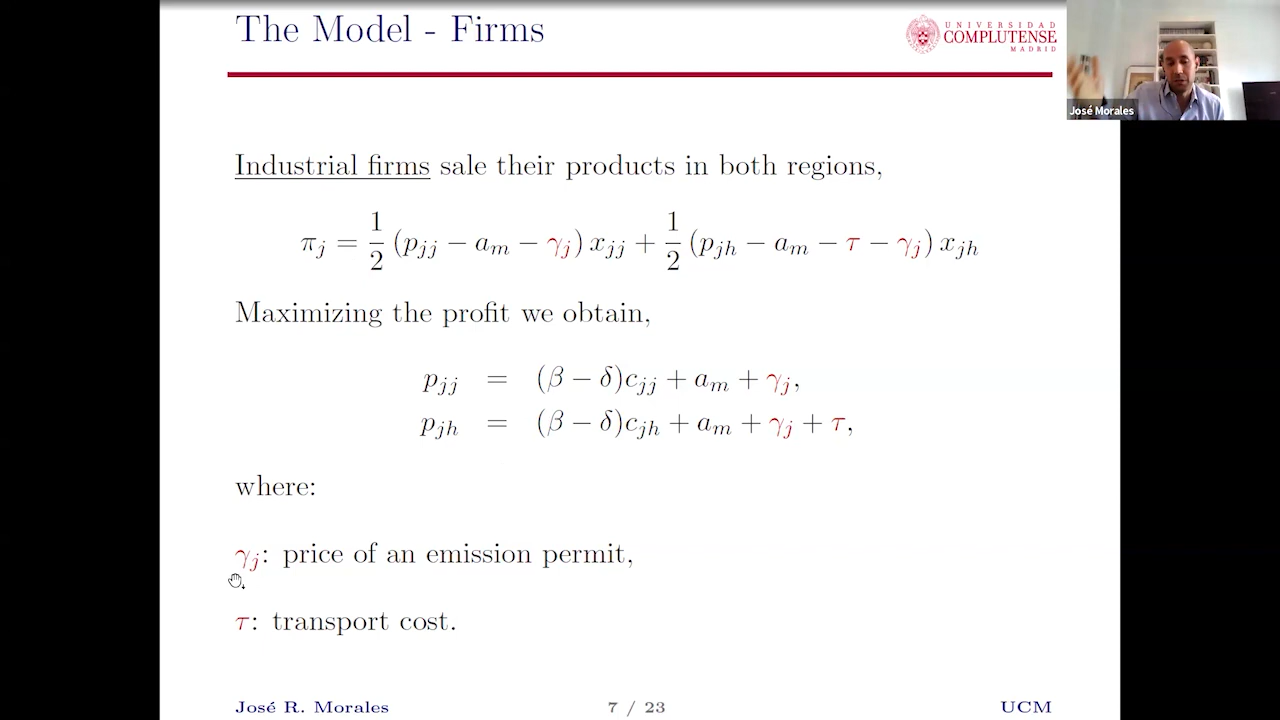 The Model - Firms
UNIVERSIDAD
COMPLUTENSE
MADRID
José Morales
Industrial firms sale their products in both regions,
π_j = 1/2 (p_jj − a_m − γ_j) x_jj + 1/2 (p_jh − a_m − τ − γ_j) x_jh
Maximizing the profit we obtain,
p_jj = (β − δ)c_jj + a_m + γ_j,
p_jh = (β − δ)c_jh + a_m + γ_j + τ,
where:
γ_j: price of an emission permit,
τ: transport cost.
José R. Morales 7 / 23 UCM